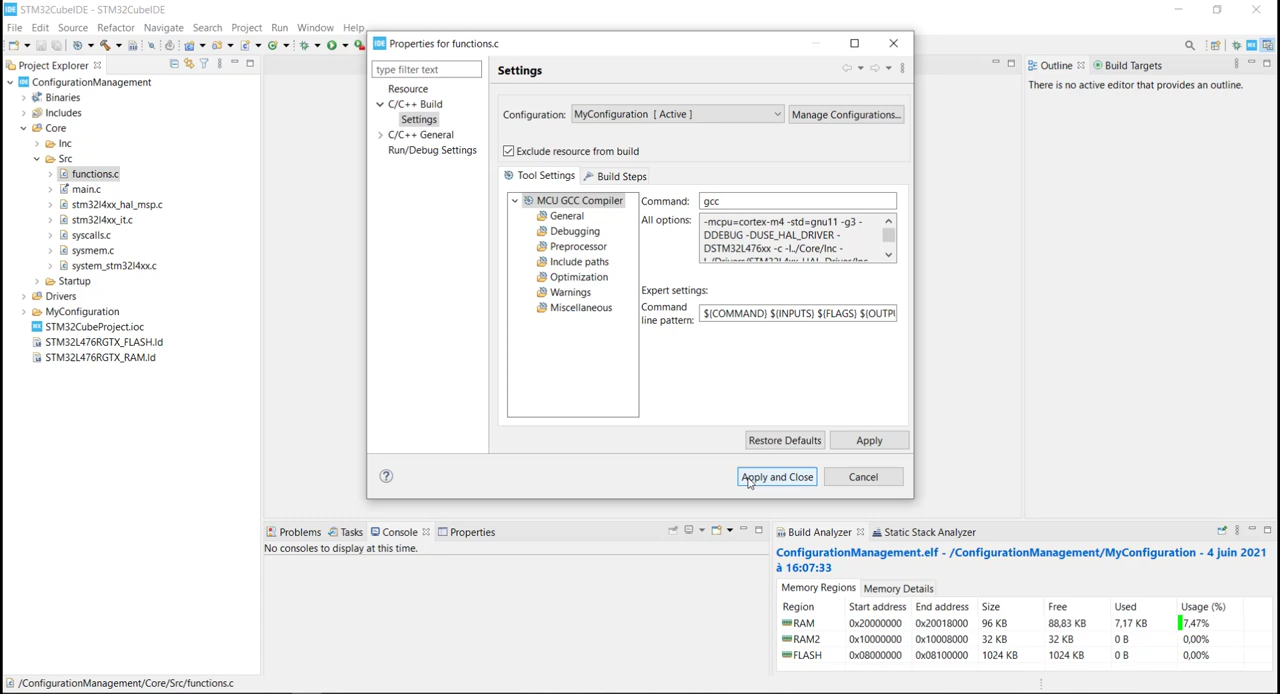 IDE STM32CubeIDE - STM32CubeIDE
File Edit Source Refactor Navigate Search Project Run Window Help
Project Explorer
IDE ConfigurationManagement
Binaries
Includes
Core
Inc
Src
functions.c
main.c
stm32l4xx_hal_msp.c
stm32l4xx_it.c
syscalls.c
sysmem.c
system_stm32l4xx.c
Startup
Drivers
MyConfiguration
MX STM32CubeProject.ioc
STM32L476RGTX_FLASH.ld
STM32L476RGTX_RAM.ld
IDE Properties for functions.c
type filter text
Resource
C/C++ Build
Settings
C/C++ General
Run/Debug Settings
Settings
Configuration: MyConfiguration [ Active ] Manage Configurations...
Exclude resource from build
Tool Settings Build Steps
MCU GCC Compiler
General
Debugging
Preprocessor
Include paths
Optimization
Warnings
Miscellaneous
Command: gcc
All options: -mcpu=cortex-m4 -std=gnu11 -g3 -
DDEBUG -DUSE_HAL_DRIVER -
DSTM32L476xx -c -I../Core/Inc -
I../Drivers/STM32L4xx_HAL_Driver/Inc
Expert settings:
Command
line pattern: ${COMMAND} ${INPUTS} ${FLAGS} ${OUTPU
Restore Defaults Apply
Apply and Close Cancel
Outline Build Targets
There is no active editor that provides an outline.
Problems Tasks Console Properties
No consoles to display at this time.
Build Analyzer Static Stack Analyzer
ConfigurationManagement.elf - /ConfigurationManagement/MyConfiguration - 4 juin 2021
à 16:07:33
Memory Regions Memory Details
Region Start address End address Size Free Used Usage (%)
RAM 0x20000000 0x20018000 96 KB 88,83 KB 7,17 KB 7,47%
RAM2 0x10000000 0x10008000 32 KB 32 KB 0 B 0,00%
FLASH 0x08000000 0x08100000 1024 KB 1024 KB 0 B 0,00%
/ConfigurationManagement/Core/Src/functions.c